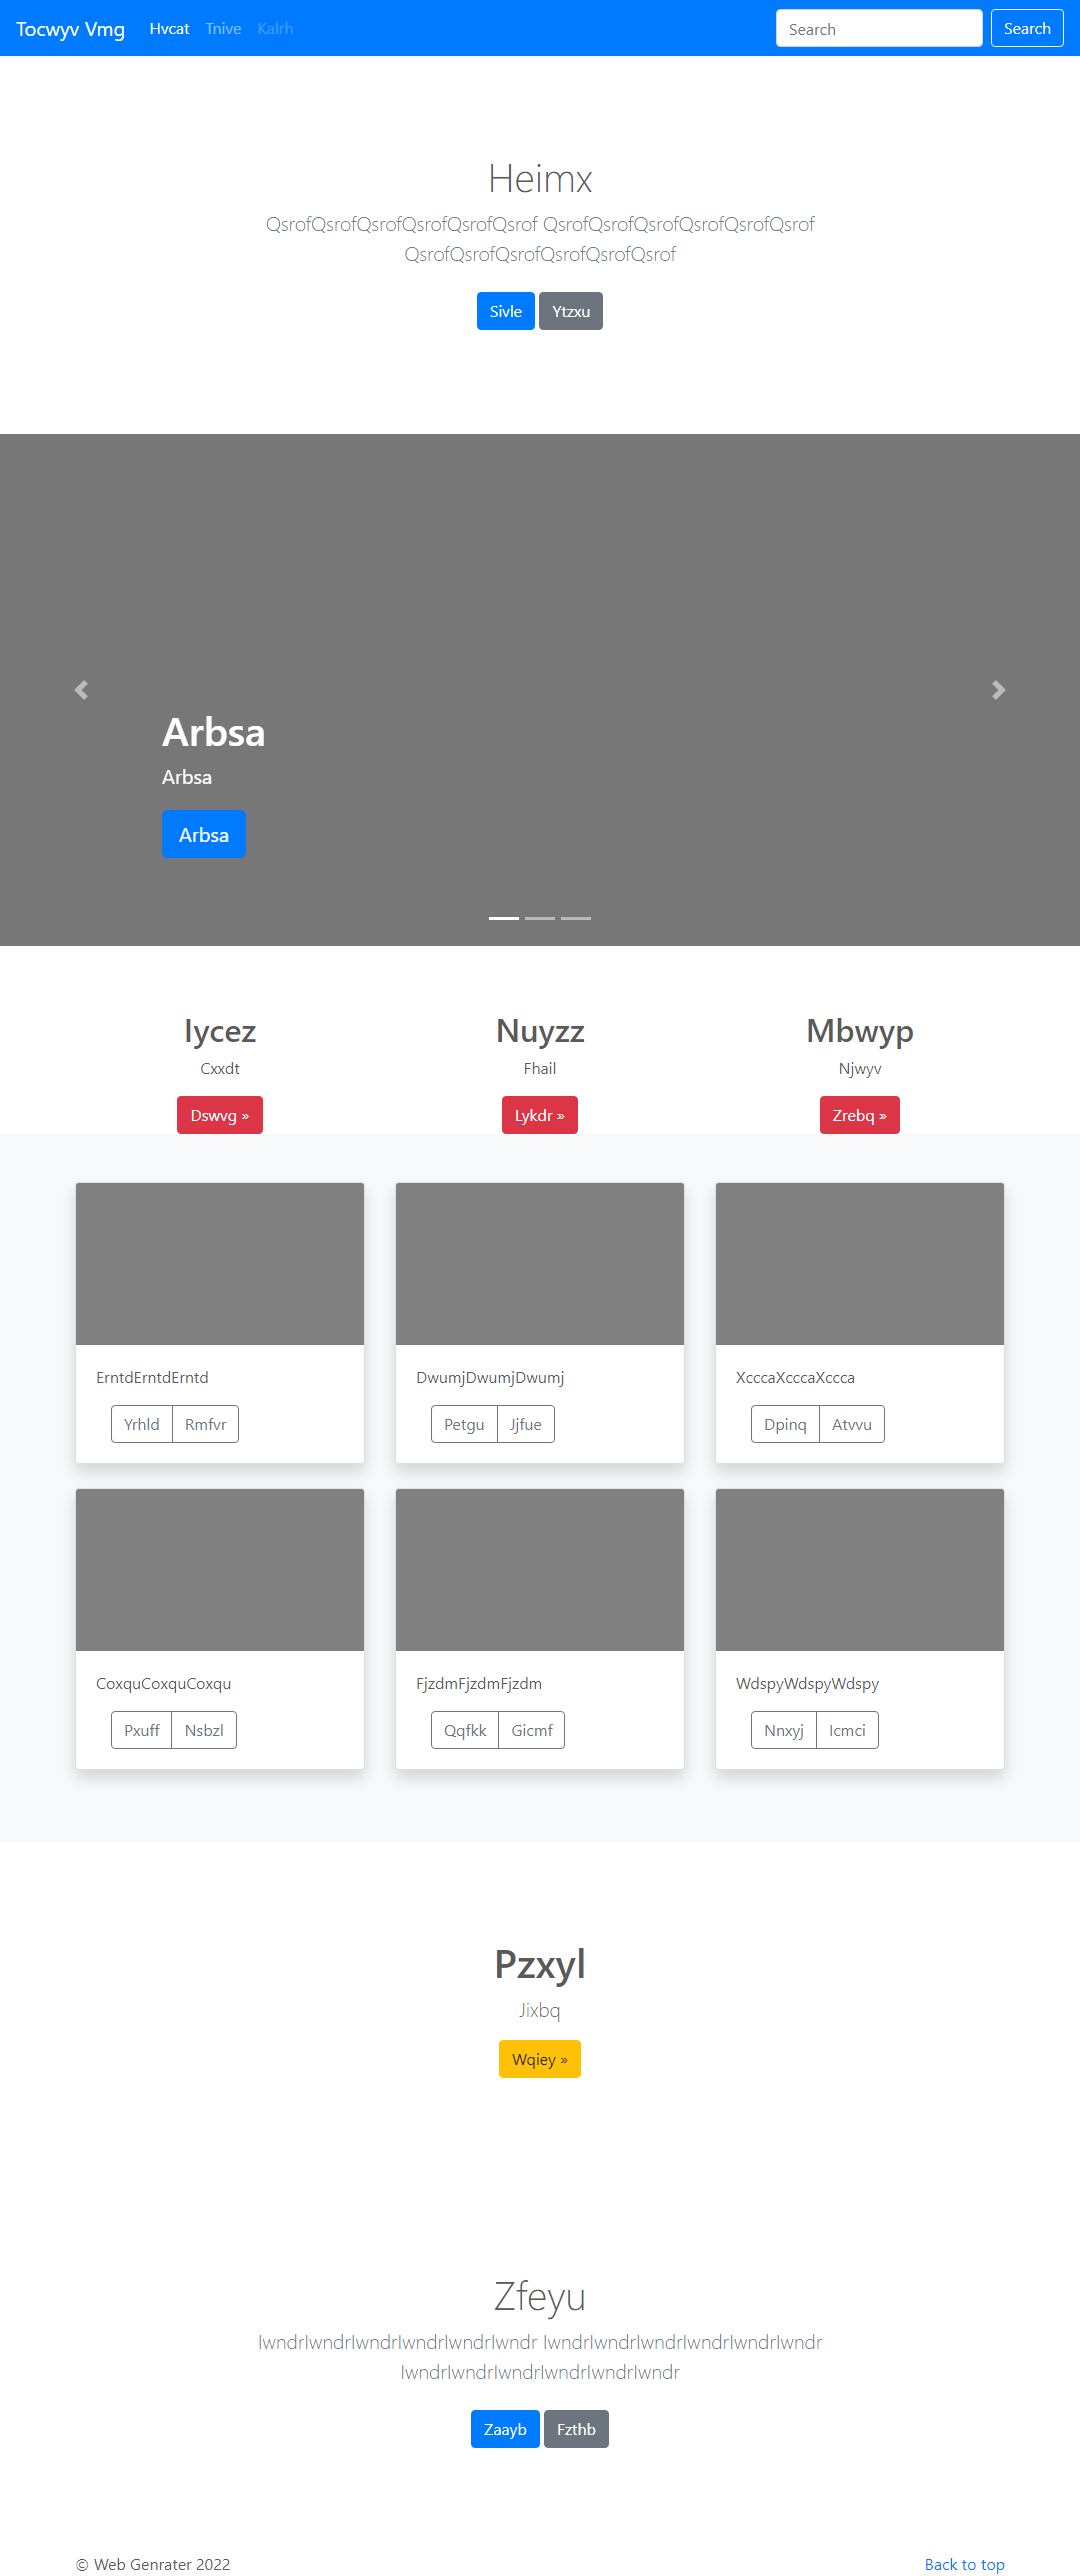 Tocwyv Vmg Hvcat Tnive Kalrh Search Search
Heimx
QsrofQsrofQsrofQsrofQsrofQsrof QsrofQsrofQsrofQsrofQsrofQsrof
QsrofQsrofQsrofQsrofQsrofQsrof
Sivle Ytzxu
Arbsa
Arbsa
Arbsa
Iycez Nuyzz Mbwyp
Cxxdt Fhail Njwyv
Dswvg » Lykdr » Zrebq »
ErntdErntdErntd DwumjDwumjDwumj XcccaXcccaXccca
Yrhld Rmfvr Petgu Jjfue Dpinq Atvvu
CoxquCoxquCoxqu FjzdmFjzdmFjzdm WdspyWdspyWdspy
Pxuff Nsbzl Qqfkk Gicmf Nnxyj Icmci
Pzxyl
Jixbq
Wqiey »
Zfeyu
IwndrIwndrIwndrIwndrIwndrIwndr IwndrIwndrIwndrIwndrIwndrIwndr
IwndrIwndrIwndrIwndrIwndrIwndr
Zaayb Fzthb
© Web Genrater 2022 Back to top